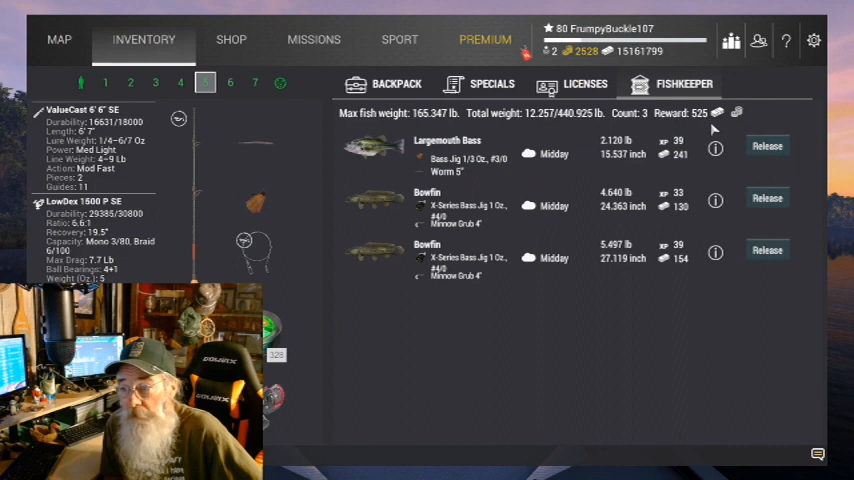 MAP
INVENTORY
SHOP
MISSIONS
SPORT
PREMIUM
80 FrumpyBuckle107
2 2528 15161799
1 2 3 4 5 6 7
BACKPACK
SPECIALS
LICENSES
FISHKEEPER
Max fish weight: 165.347 lb. Total weight: 12.257/440.925 lb. Count: 3 Reward: 525
ValueCast 6' 6" SE
Durability: 16631/18000
Length: 6' 7"
Lure Weight: 1/4–6/7 Oz
Power: Med Light
Line Weight: 4–9 Lb
Action: Mod Fast
Pieces: 2
Guides: 11
LowDex 1500 P SE
Durability: 29385/30800
Ratio: 6.6:1
Recovery: 19.5"
Capacity: Mono 3/80, Braid
6/100
Max Drag: 7.7 Lb
Ball Bearings: 4+1
Weight (Oz.): 5
328
Largemouth Bass
Bass Jig 1/3 Oz., #3/0
Worm 5"
Midday
2.120 lb
15.537 inch
XP 39
241
Release
Bowfin
X-Series Bass Jig 1 Oz.,
#4/0
Minnow Grub 4"
Midday
4.640 lb
24.363 inch
XP 33
130
Release
Bowfin
X-Series Bass Jig 1 Oz.,
#4/0
Minnow Grub 4"
Midday
5.497 lb
27.119 inch
XP 39
154
Release